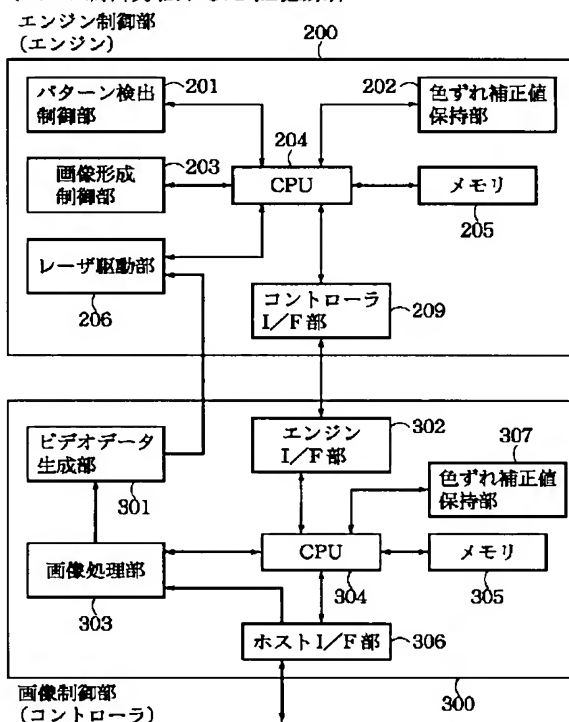 エンジン制御部
(エンジン)
200
パターン検出
制御部
201
202
色ずれ補正値
保持部
204
画像形成
制御部
203
CPU
メモリ
205
レーザ駆動部
206
コントローラ
I/F部
209
ビデオデータ
生成部
301
エンジン
I/F部
302
307
色ずれ補正値
保持部
画像処理部
303
CPU
304
メモリ
305
ホストI/F部
306
画像制御部
(コントローラ)
300